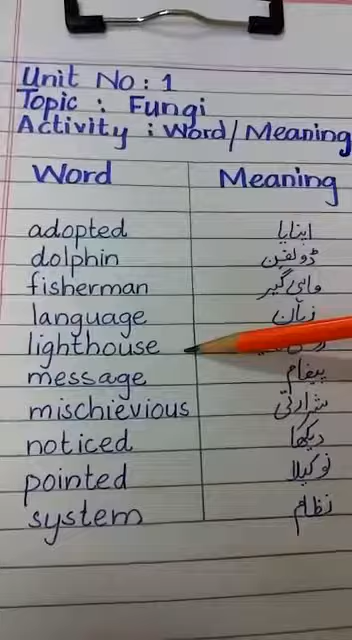 Unit No: 1
Topic : Fungi
Activity : Word/Meaning
Word Meaning
adopted اپنایا
dolphin ڈولفن
fisherman ماہی گیر
language زبان
lighthouse
message پیغام
mischievious شرارتی
noticed دیکھا
pointed نوکیلا
system نظام